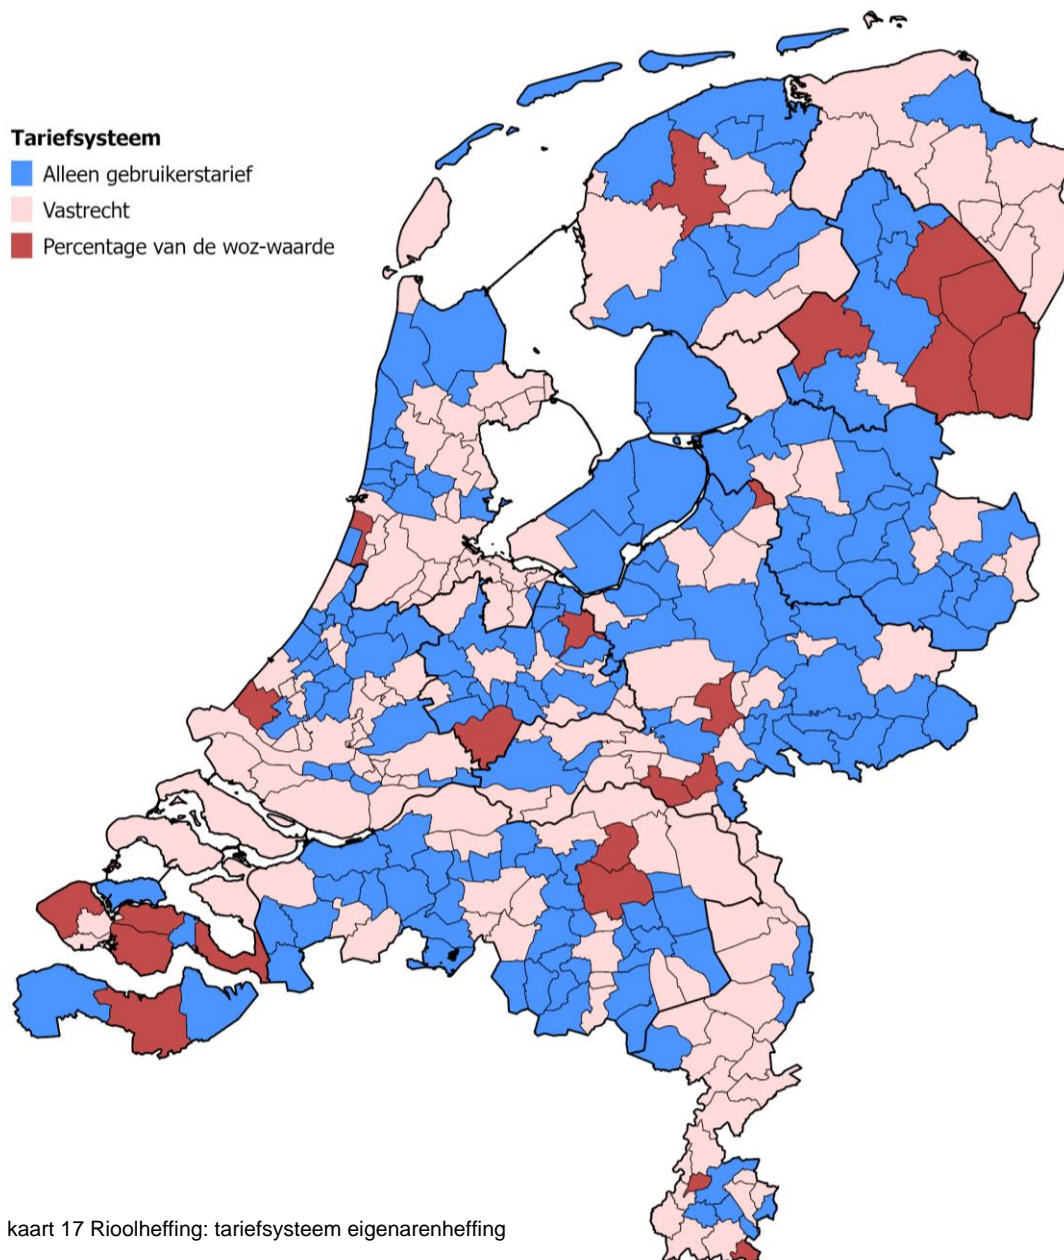 Tariefsysteem
Alleen gebruikerstarief
Vastrecht
Percentage van de woz-waarde
kaart 17 Rioolheffing: tariefsysteem eigenarenheffing